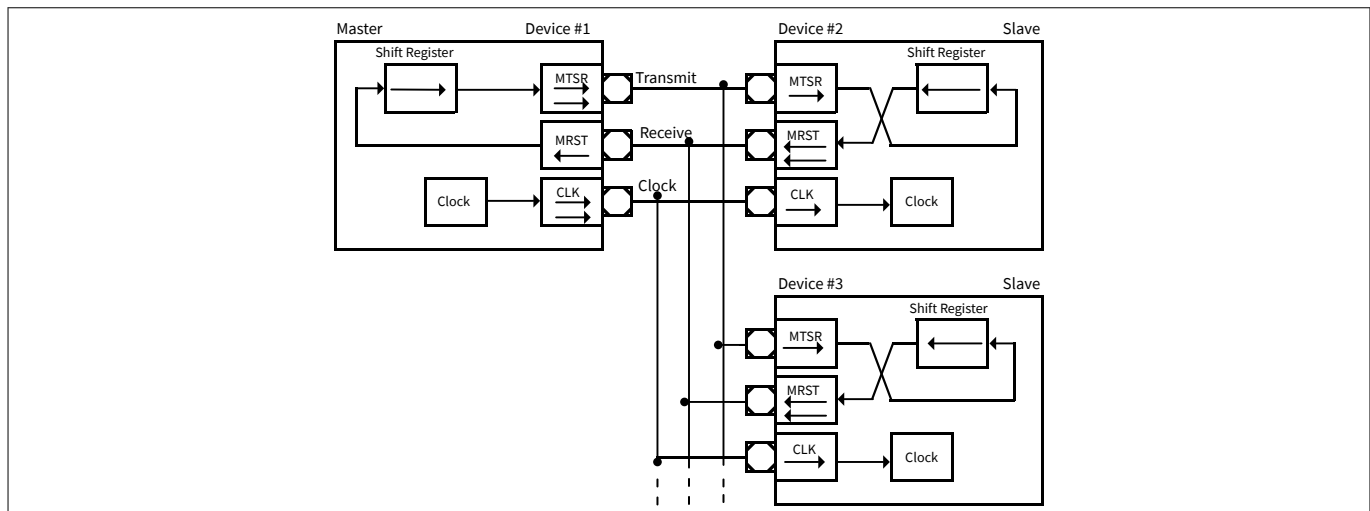 Master Device #1
Shift Register
MTSR
MRST
Clock
CLK
Transmit
Receive
Clock
Device #2 Slave
MTSR
Shift Register
MRST
CLK
Clock
Device #3 Slave
Shift Register
MTSR
MRST
CLK
Clock